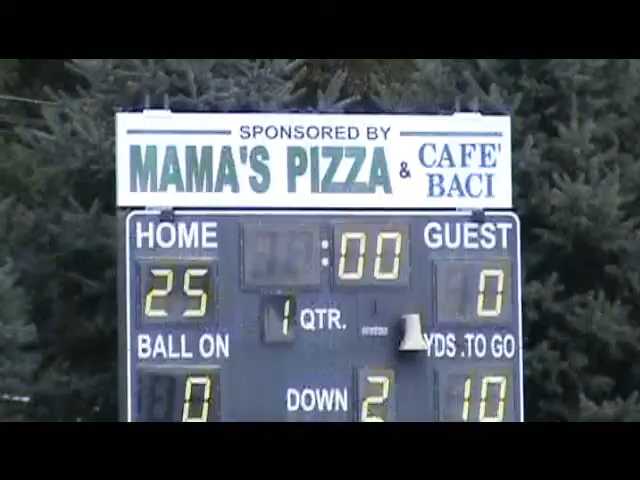 SPONSORED BY
MAMA'S PIZZA & CAFE' BACI
HOME :00 GUEST
25 1 QTR. 0
BALL ON YDS.TO GO
0 DOWN 2 10